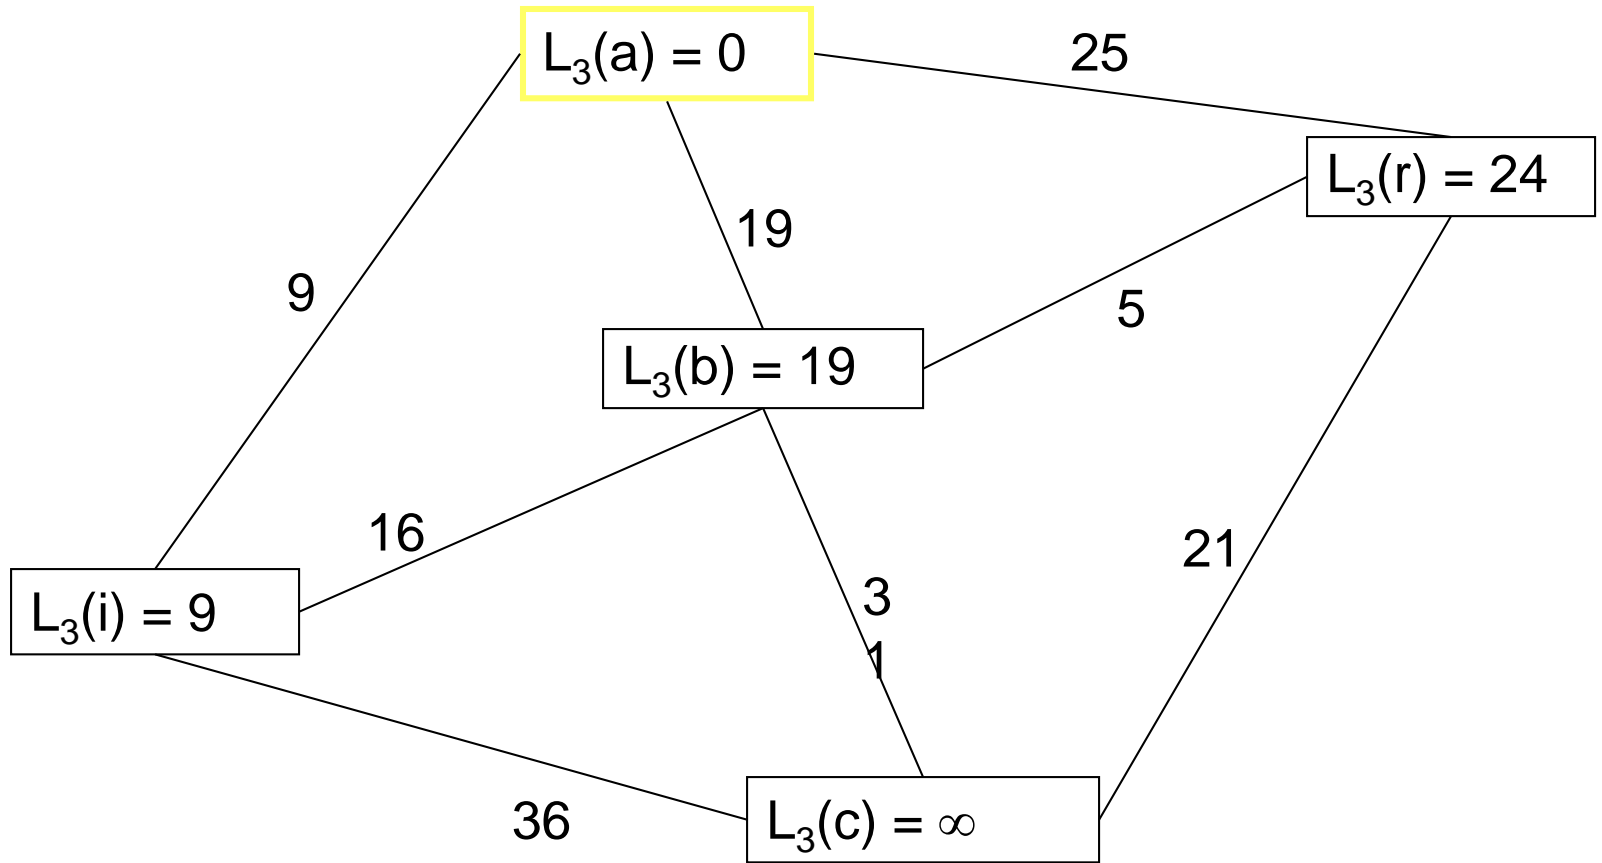 L₃(a) = 0
25
L₃(r) = 24
19
9
5
L₃(b) = 19
16
21
3
1
L₃(i) = 9
36
L₃(c) = ∞